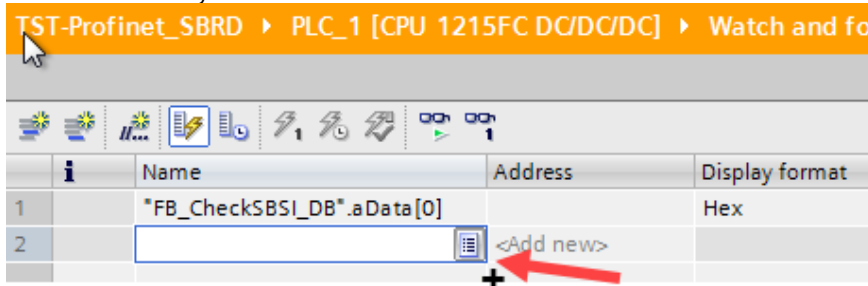 TST-Profinet_SBRD ▸ PLC_1 [CPU 1215FC DC/DC/DC] ▸ Watch and fo
i Name Address Display format
1 "FB_CheckSBSI_DB".aData[0] Hex
2 <Add new>